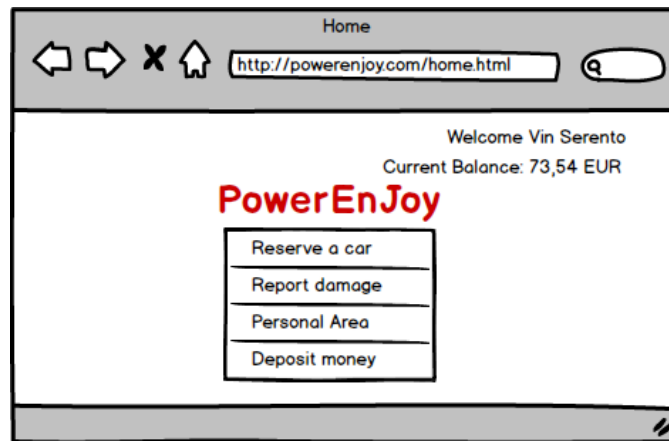 Home
http://powerenjoy.com/home.html
Welcome Vin Serento
Current Balance: 73,54 EUR
PowerEnJoy
Reserve a car
Report damage
Personal Area
Deposit money